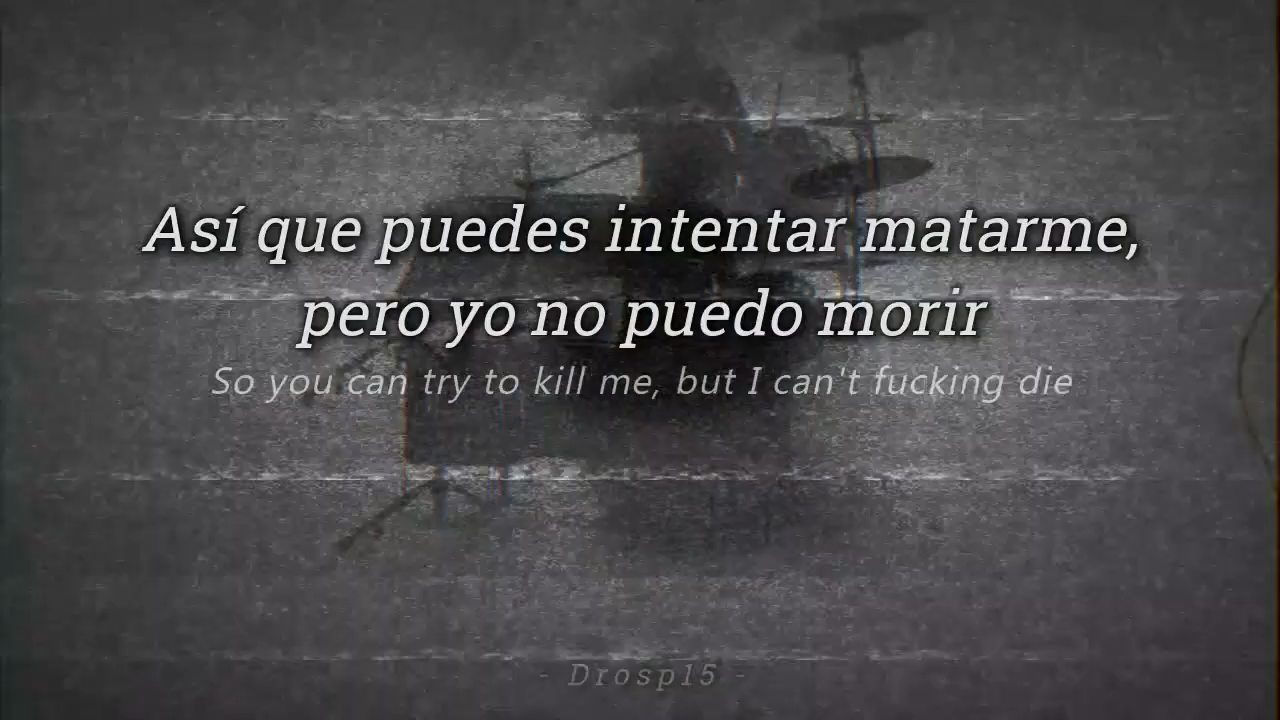 Así que puedes intentar matarme,
pero yo no puedo morir
So you can try to kill me, but I can't fucking die
- Drosp15 -